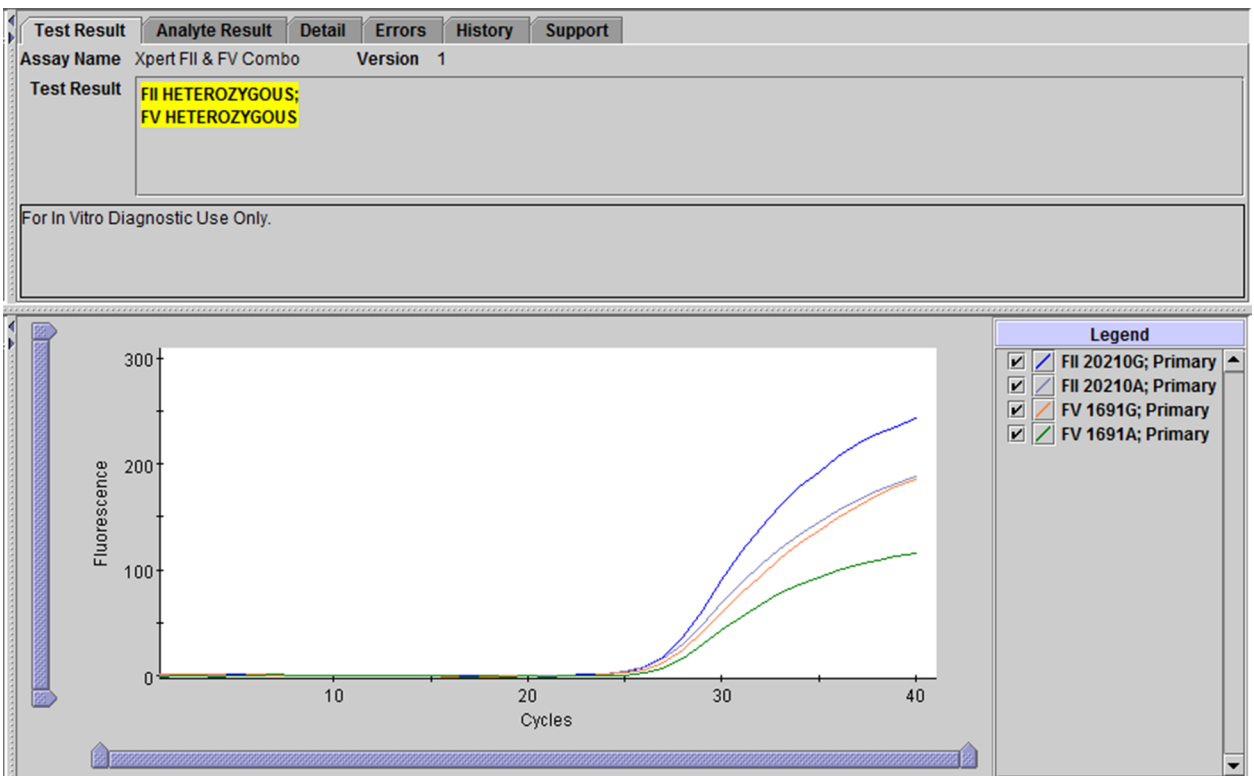 Test Result Analyte Result Detail Errors History Support
Assay Name Xpert FII & FV Combo Version 1
Test Result FII HETEROZYGOUS;
FV HETEROZYGOUS
For In Vitro Diagnostic Use Only.
300
200
100
0
Fluorescence
10 20 30 40
Cycles
Legend
FII 20210G; Primary
FII 20210A; Primary
FV 1691G; Primary
FV 1691A; Primary